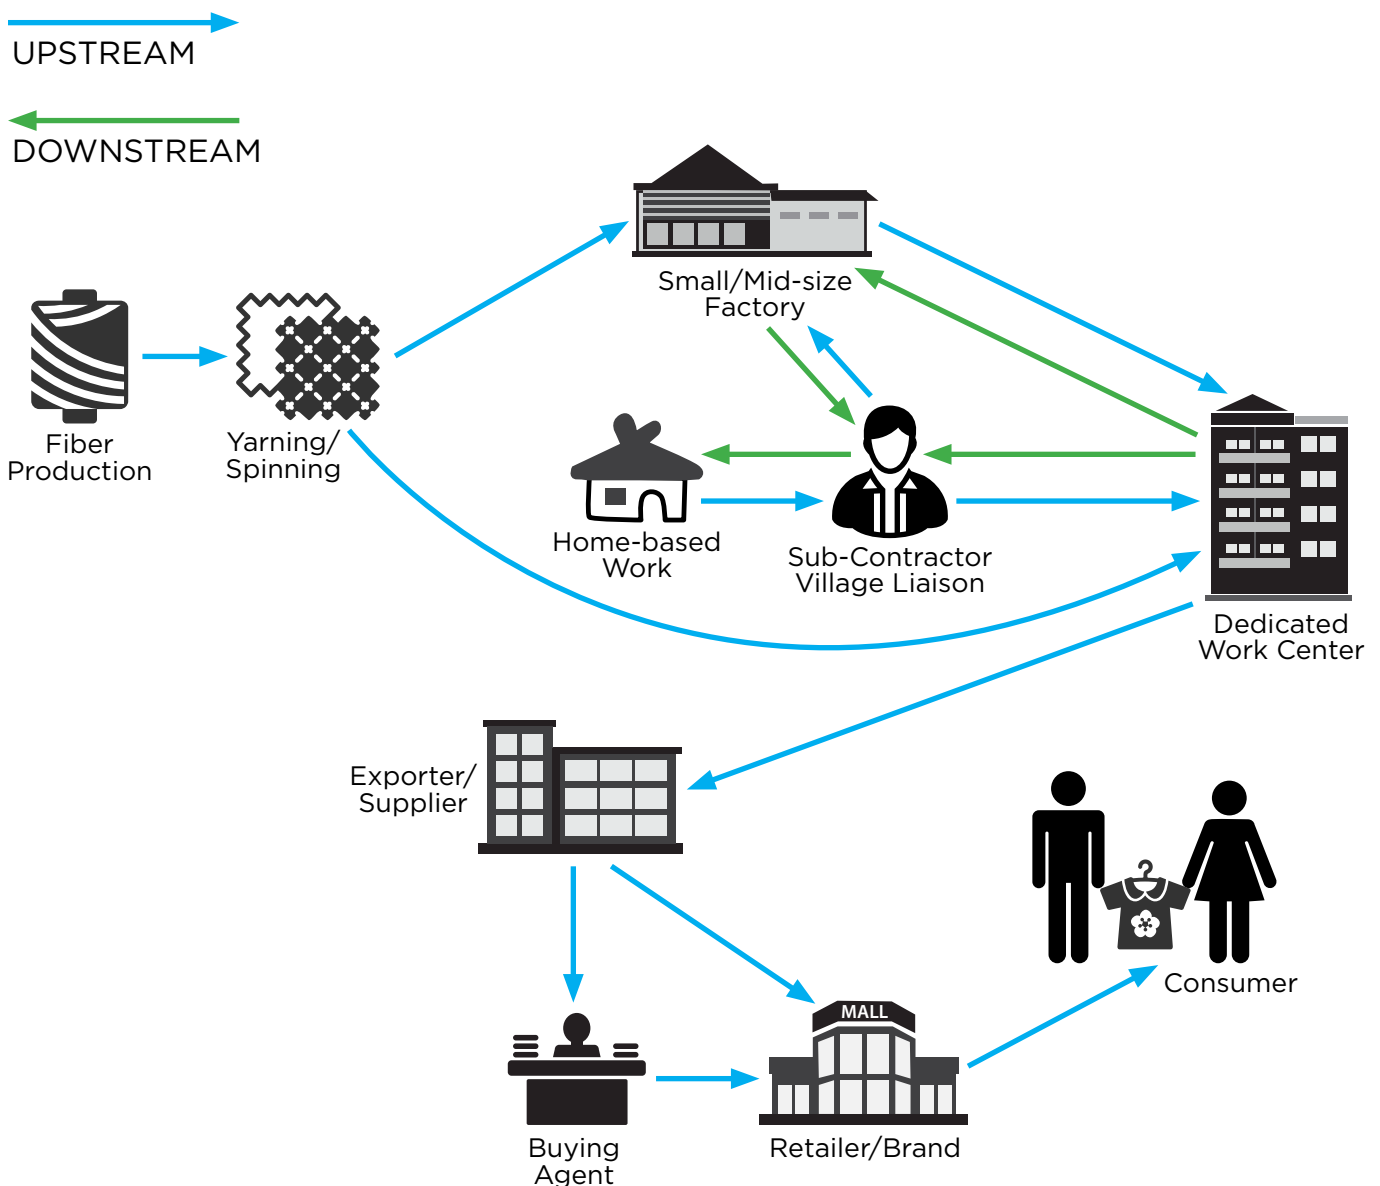 UPSTREAM
DOWNSTREAM
Small/Mid-size
Factory
Fiber
Production
Yarning/
Spinning
Home-based
Work
Sub-Contractor
Village Liaison
Dedicated
Work Center
Exporter/
Supplier
Consumer
MALL
Buying
Agent
Retailer/Brand